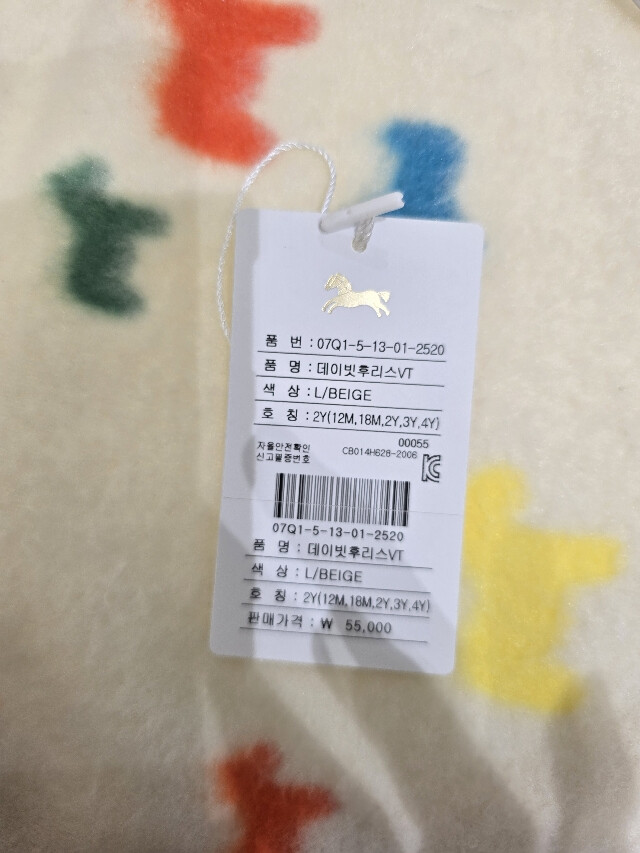 품 번 : 07Q1-5-13-01-2520
품 명 : 데이빗후리스VT
색 상 : L/BEIGE
호 칭 : 2Y(12M,18M,2Y,3Y,4Y)
00055
자율안전확인
신고필증번호 CB014H628-2006
07Q1-5-13-01-2520
품 명 : 데이빗후리스VT
색 상 : L/BEIGE
호 칭 : 2Y(12M,18M,2Y,3Y,4Y)
판매가격 : ₩ 55,000